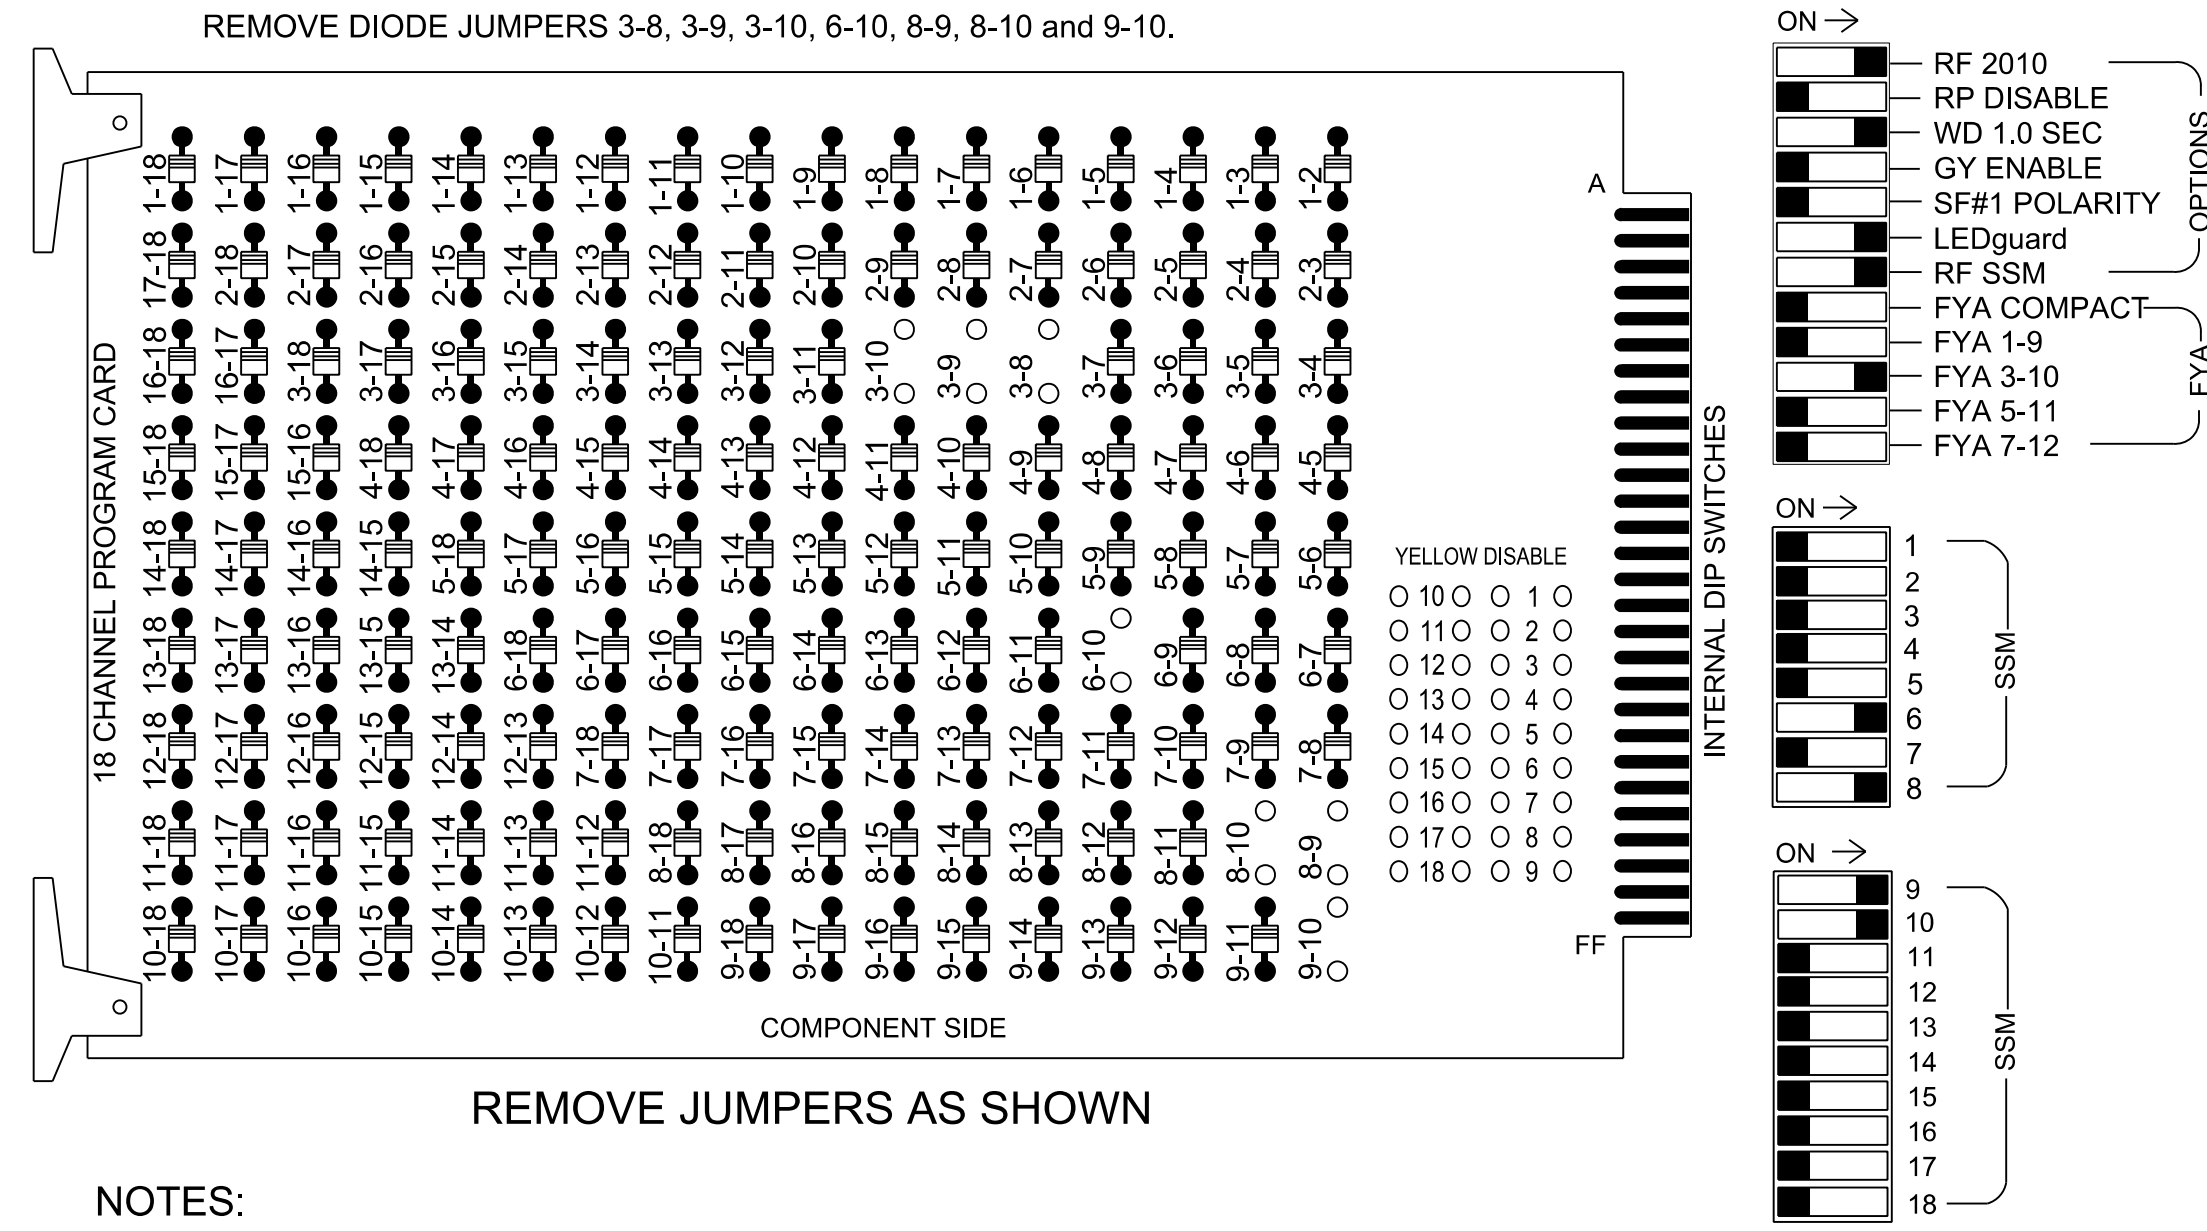 REMOVE DIODE JUMPERS 3-8, 3-9, 3-10, 6-10, 8-9, 8-10 and 9-10.
18 CHANNEL PROGRAM CARD
1-18 1-17 1-16 1-15 1-14 1-13 1-12 1-11 1-10 1-9 1-8 1-7 1-6 1-5 1-4 1-3 1-2
17-18 2-18 2-17 2-16 2-15 2-14 2-13 2-12 2-11 2-10 2-9 2-8 2-7 2-6 2-5 2-4 2-3
16-18 16-17 3-18 3-17 3-16 3-15 3-14 3-13 3-12 3-11 3-10 3-9 3-8 3-7 3-6 3-5 3-4
15-18 15-17 15-16 4-18 4-17 4-16 4-15 4-14 4-13 4-12 4-11 4-10 4-9 4-8 4-7 4-6 4-5
14-18 14-17 14-16 14-15 5-18 5-17 5-16 5-15 5-14 5-13 5-12 5-11 5-10 5-9 5-8 5-7 5-6
13-18 13-17 13-16 13-15 13-14 6-18 6-17 6-16 6-15 6-14 6-13 6-12 6-11 6-10 6-9 6-8 6-7
12-18 12-17 12-16 12-15 12-14 12-13 7-18 7-17 7-16 7-15 7-14 7-13 7-12 7-11 7-10 7-9 7-8
11-18 11-17 11-16 11-15 11-14 11-13 11-12 8-18 8-17 8-16 8-15 8-14 8-13 8-12 8-11 8-10 8-9
10-18 10-17 10-16 10-15 10-14 10-13 10-12 10-11 9-18 9-17 9-16 9-15 9-14 9-13 9-12 9-11 9-10
YELLOW DISABLE
10 1
11 2
12 3
13 4
14 5
15 6
16 7
17 8
18 9
A
FF
COMPONENT SIDE
INTERNAL DIP SWITCHES
ON
RF 2010
RP DISABLE
WD 1.0 SEC
GY ENABLE
SF#1 POLARITY
LEDguard
RF SSM
OPTIONS
FYA COMPACT
FYA 1-9
FYA 3-10
FYA 5-11
FYA 7-12
FYA
ON
1
2
3
4
5
6
7
8
SSM
ON
9
10
11
12
13
14
15
16
17
18
SSM
REMOVE JUMPERS AS SHOWN
NOTES: